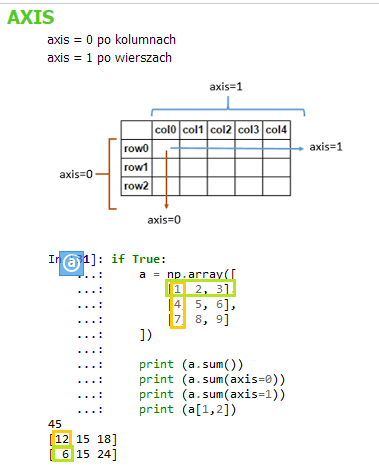 AXIS
axis = 0 po kolumnach
axis = 1 po wierszach
axis=1
col0 col1 col2 col3 col4
row0
axis=1
row1
axis=0
row2
axis=0
In 31]: if True:
...: a = np.array([
...: [1, 2, 3]
...: [4, 5, 6],
...: [7, 8, 9]
...: ])
...:
...: print (a.sum())
...: print (a.sum(axis=0))
...: print (a.sum(axis=1))
...: print (a[1,2])
45
[12 15 18]
[ 6 15 24]